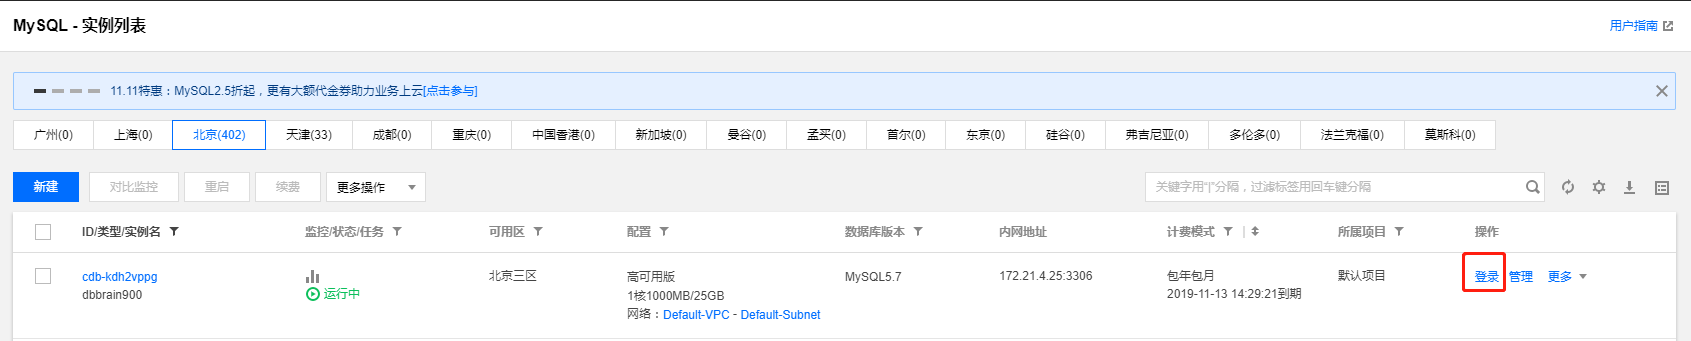 MySQL - 实例列表
用户指南
11.11特惠：MySQL2.5折起，更有大额代金券助力业务上云[点击参与]
广州(0) 上海(0) 北京(402) 天津(33) 成都(0) 重庆(0) 中国香港(0) 新加坡(0) 曼谷(0) 孟买(0) 首尔(0) 东京(0) 硅谷(0) 弗吉尼亚(0) 多伦多(0) 法兰克福(0) 莫斯科(0)
新建 对比监控 重启 续费 更多操作 关键字用"|"分隔，过滤标签用回车键分隔
ID/类型/实例名 监控/状态/任务 可用区 配置 数据库版本 内网地址 计费模式 所属项目 操作
cdb-kdh2vppg 北京三区 高可用版 MySQL5.7 172.21.4.25:3306 包年包月 默认项目 登录 管理 更多
dbbrain900 运行中 1核1000MB/25GB 2019-11-13 14:29:21到期
网络：Default-VPC - Default-Subnet